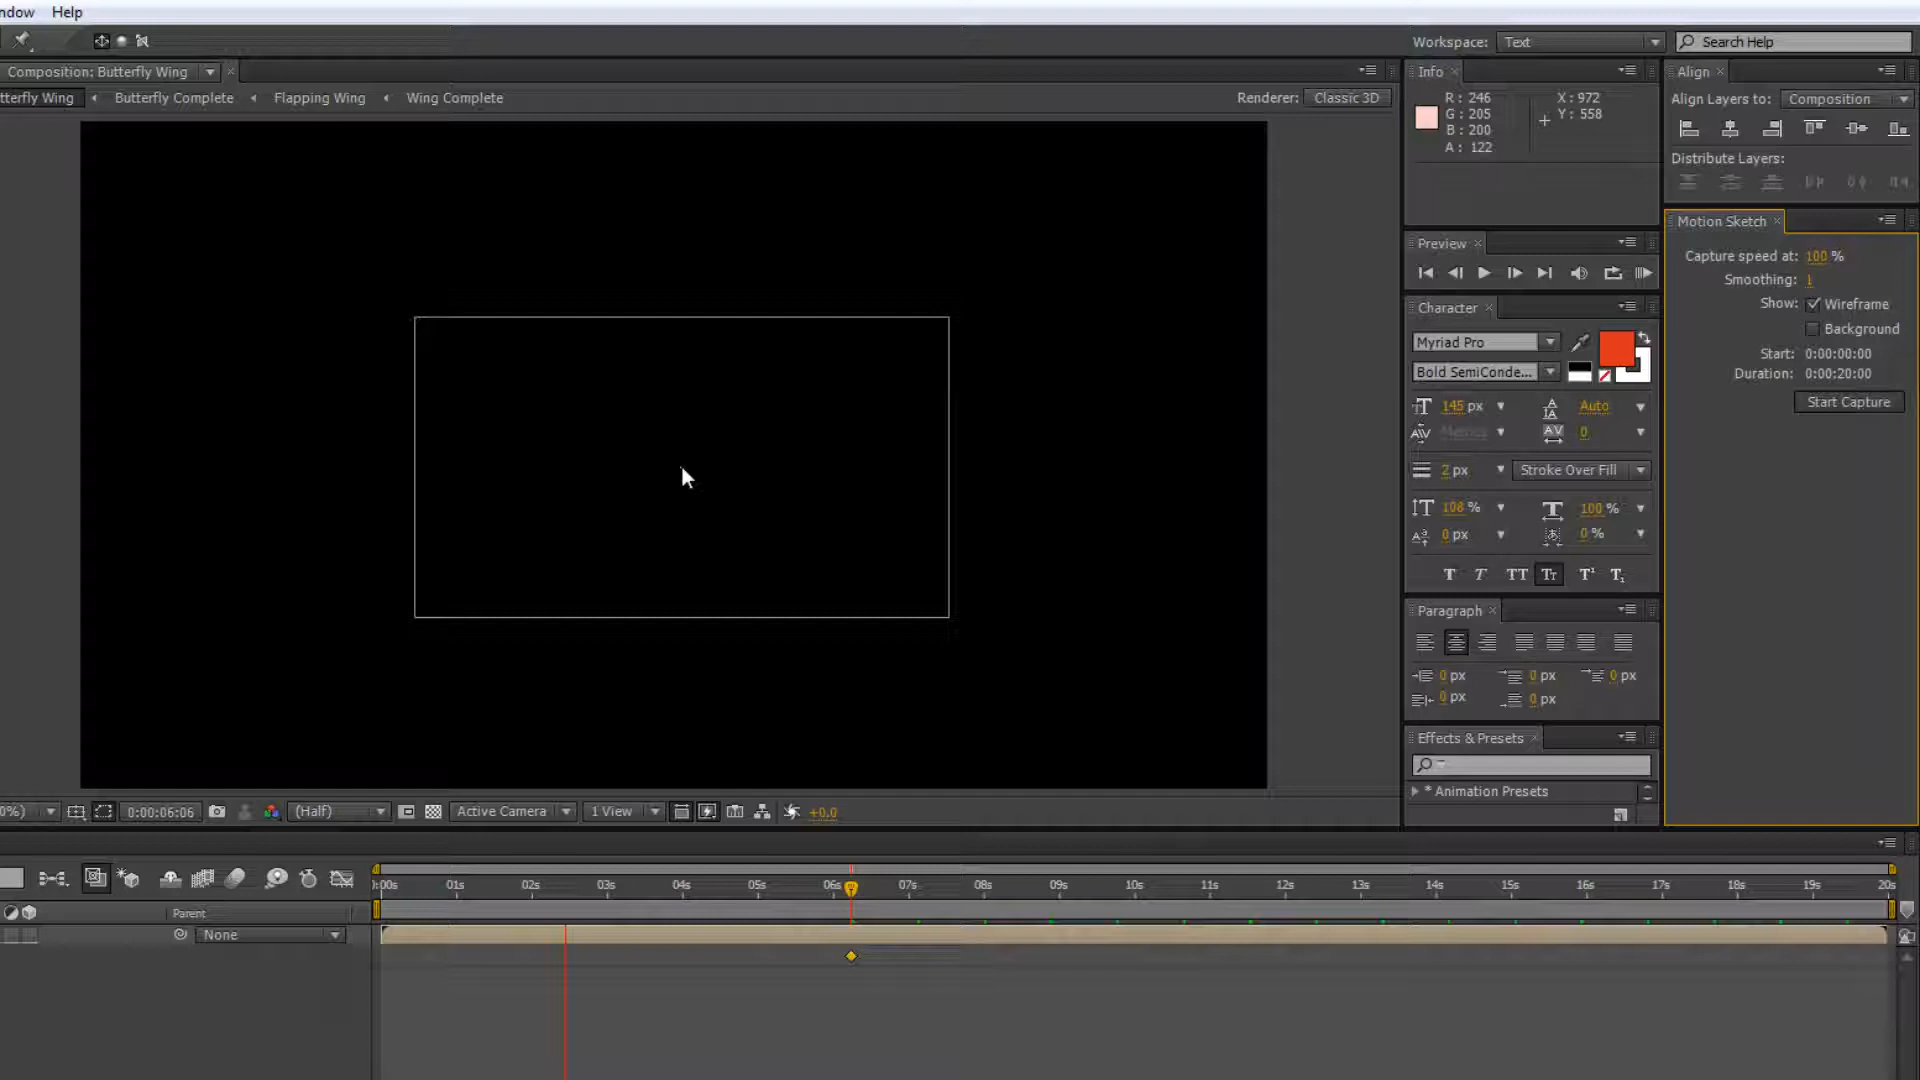 ndow Help
Workspace: Text Search Help
Composition: Butterfly Wing
tterfly Wing Butterfly Complete Flapping Wing Wing Complete
Renderer: Classic 3D
Info
R: 246
G: 205
B: 200
A: 122
X: 972
Y: 558
Align
Align Layers to: Composition
Distribute Layers:
Motion Sketch
Capture speed at: 100 %
Smoothing: 1
Show: Wireframe
Background
Start: 0:00:00:00
Duration: 0:00:20:00
Start Capture
Preview
Character
Myriad Pro
Bold SemiConde...
145 px Auto
Metrics 0
2 px Stroke Over Fill
108 % 100 %
0 px 0 %
Paragraph
0 px 0 px 0 px
0 px 0 px
Effects & Presets
* Animation Presets
0%) 0:00:06:06 (Half) Active Camera 1 View +0.0
):00s 01s 02s 03s 04s 05s 06s 07s 08s 09s 10s 11s 12s 13s 14s 15s 16s 17s 18s 19s 20s
Parent
None